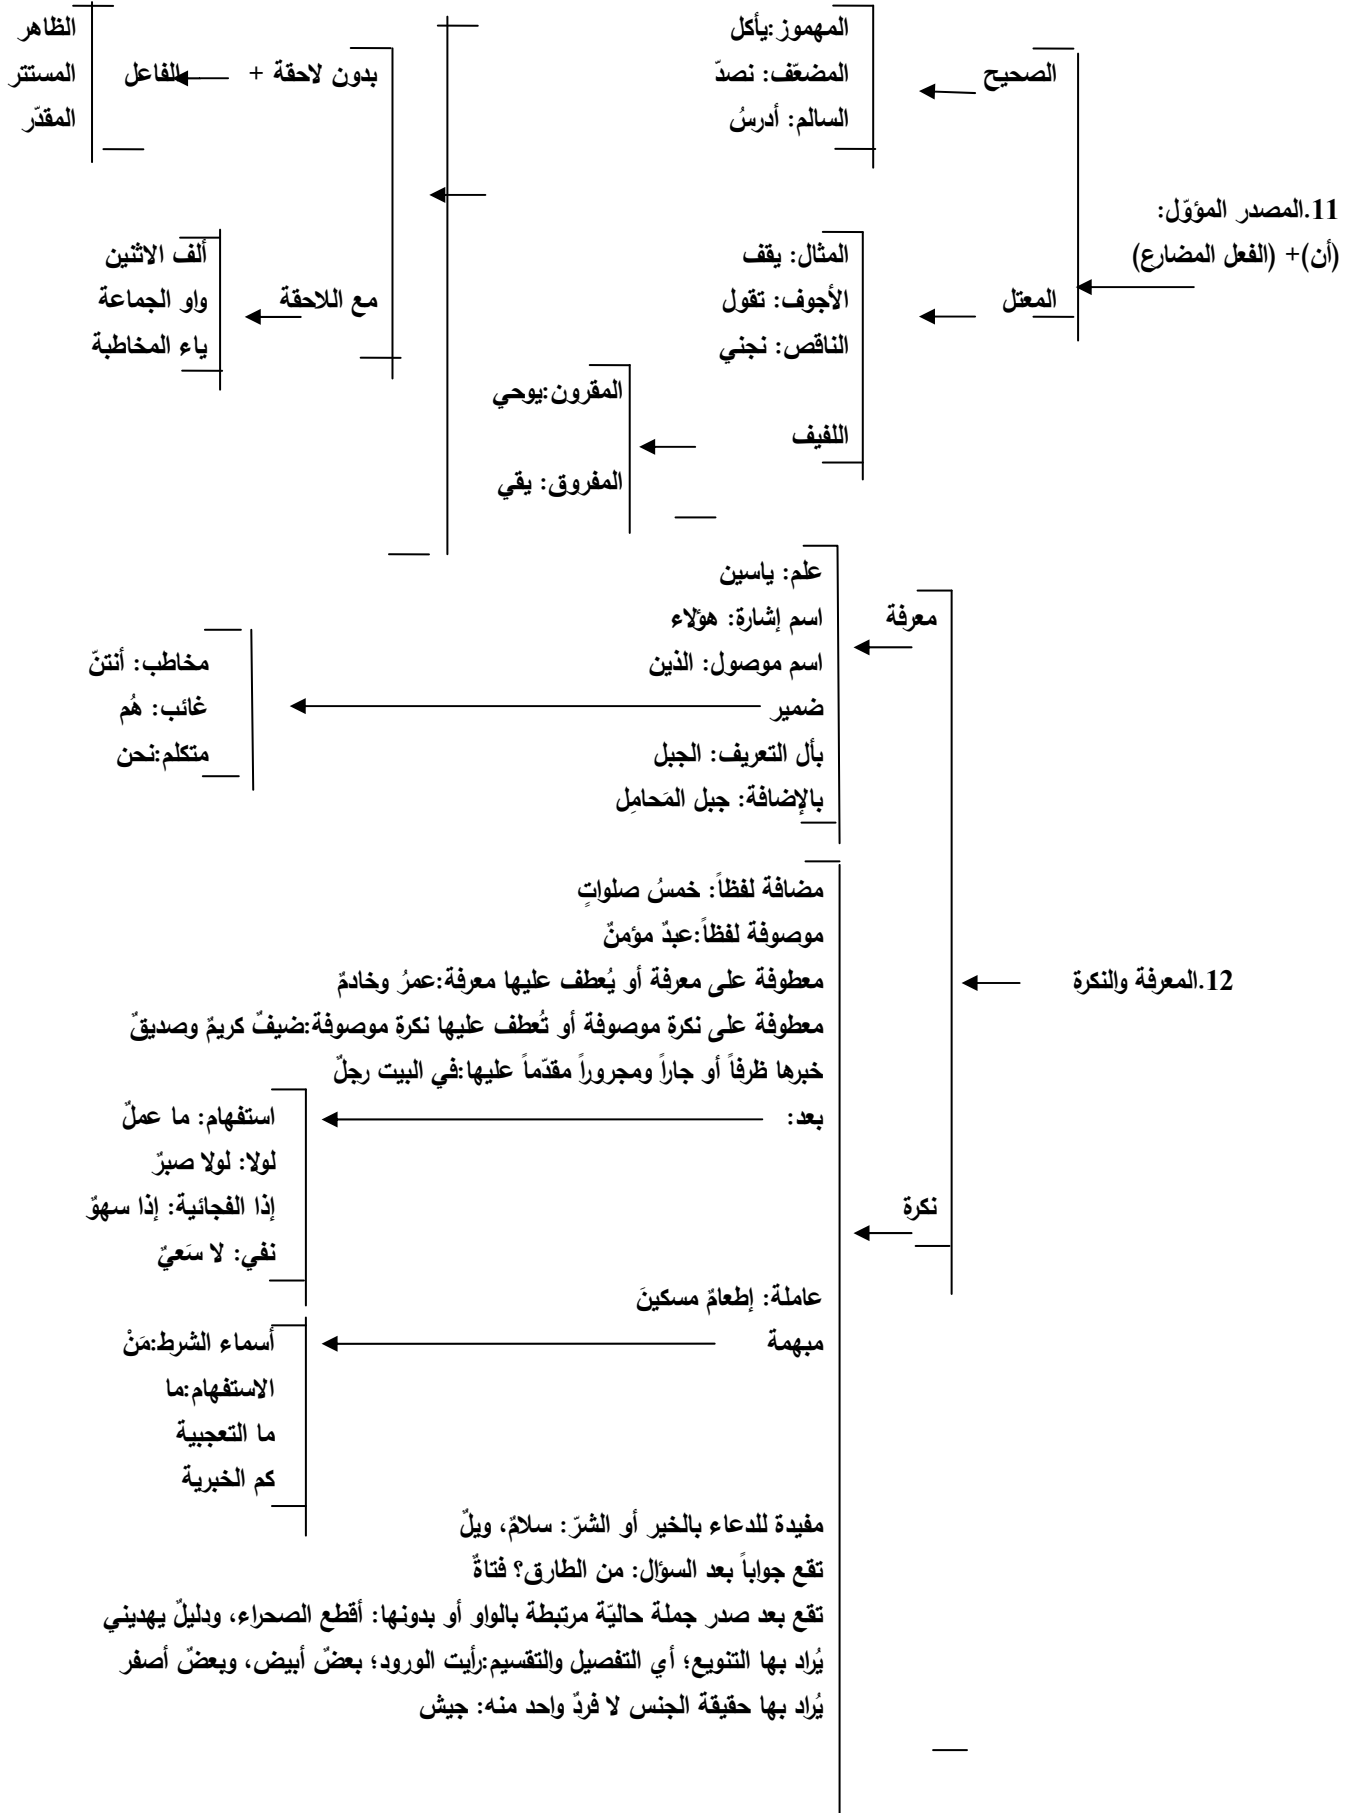 11.المصدر المؤوّل:
(أن)+ (الفعل المضارع)
الصحيح
المهموز:يأكل
المضعّف: نصدّ
السالم: أدرسُ
المعتل
المثال: يقف
الأجوف: تقول
الناقص: نجني
اللفيف
المقرون:يوحي
المفروق: يقي
بدون لاحقة + الفاعل
الظاهر
المستتر
المقدّر
مع اللاحقة
ألف الاثنين
واو الجماعة
ياء المخاطبة
12.المعرفة والنكرة
معرفة
علم: ياسين
اسم إشارة: هؤلاء
اسم موصول: الذين
ضمير
مخاطب: أنتنّ
غائب: هُم
متكلم:نحن
بأل التعريف: الجبل
بالإضافة: جبل المَحامِل
نكرة
مضافة لفظاً: خمسُ صلواتٍ
موصوفة لفظاً:عبدٌ مؤمنٌ
معطوفة على معرفة أو يُعطف عليها معرفة:عمرُ وخادمٌ
معطوفة على نكرة موصوفة أو تُعطف عليها نكرة موصوفة:ضيفٌ كريمٌ وصديقٌ
خبرها ظرفاً أو جاراً ومجروراً مقدّماً عليها:في البيت رجلٌ
بعد:
استفهام: ما عملٌ
لولا: لولا صبرٌ
إذا الفجائية: إذا سهوٌ
نفي: لا سَعيٌ
عاملة: إطعامٌ مسكينَ
مبهمة
أسماء الشرط:مَنْ
الاستفهام:ما
ما التعجبية
كم الخبرية
مفيدة للدعاء بالخير أو الشرّ: سلامٌ، ويلٌ
تقع جواباً بعد السؤال: من الطارق؟ فتاةٌ
تقع بعد صدر جملة حاليّة مرتبطة بالواو أو بدونها: أقطع الصحراء، ودليلٌ يهديني
يُراد بها التنويع؛ أي التفصيل والتقسيم:رأيت الورود؛ بعضٌ أبيض، وبعضٌ أصفر
يُراد بها حقيقة الجنس لا فردٌ واحد منه: جيش